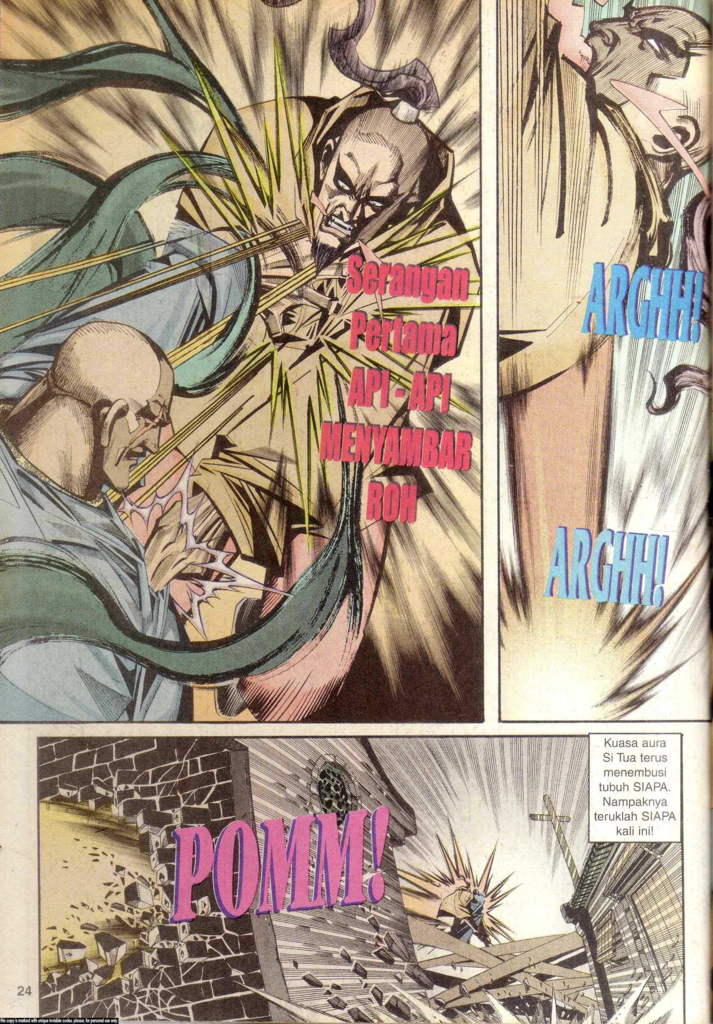 Serangan
Pertama
API - API
MENYAMBAR
ROH
ARGHH!
ARGHH!
Kuasa aura
Si Tua terus
menembusi
tubuh SIAPA.
Nampaknya
teruklah SIAPA
kali ini!
POMM!
24